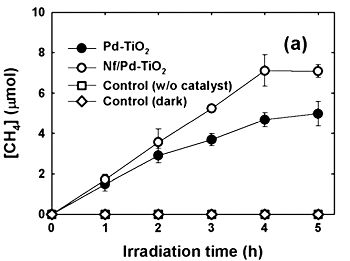 8
Pd-TiO₂
Nf/Pd-TiO₂
(a)
Control (w/o catalyst)
Control (dark)
6
4
2
0
[CH₄] (μmol)
0 1 2 3 4 5
Irradiation time (h)